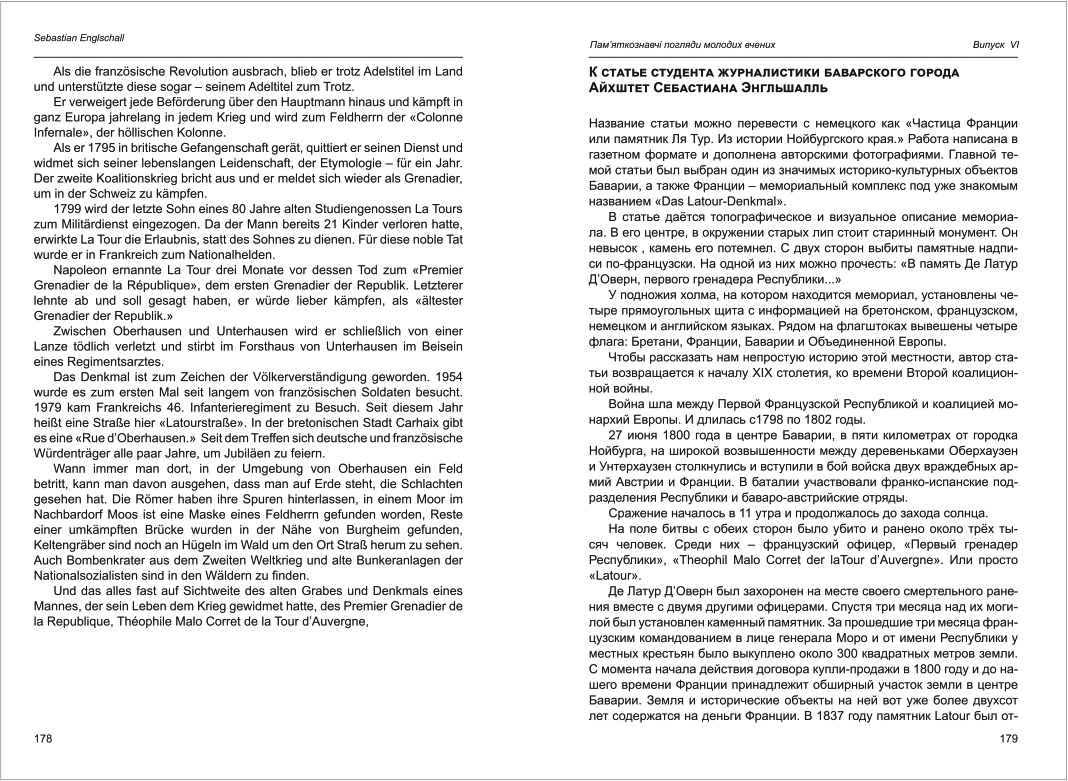 Sebastian Englschall
Als die französische Revolution ausbrach, blieb er trotz Adelstitel im Land
und unterstützte diese sogar – seinem Adeltitel zum Trotz.
Er verweigert jede Beförderung über den Hauptmann hinaus und kämpft in
ganz Europa jahrelang in jedem Krieg und wird zum Feldherrn der «Colonne
Infernale», der höllischen Kolonne.
Als er 1795 in britische Gefangenschaft gerät, quittiert er seinen Dienst und
widmet sich seiner lebenslangen Leidenschaft, der Etymologie – für ein Jahr.
Der zweite Koalitionskrieg bricht aus und er meldet sich wieder als Grenadier,
um in der Schweiz zu kämpfen.
1799 wird der letzte Sohn eines 80 Jahre alten Studiengenossen La Tours
zum Militärdienst eingezogen. Da der Mann bereits 21 Kinder verloren hatte,
erwirkte La Tour die Erlaubnis, statt des Sohnes zu dienen. Für diese noble Tat
wurde er in Frankreich zum Nationalhelden.
Napoleon ernannte La Tour drei Monate vor dessen Tod zum «Premier
Grenadier de la République», dem ersten Grenadier der Republik. Letzterer
lehnte ab und soll gesagt haben, er würde lieber kämpfen, als «ältester
Grenadier der Republik.»
Zwischen Oberhausen und Unterhausen wird er schließlich von einer
Lanze tödlich verletzt und stirbt im Forsthaus von Unterhausen im Beisein
eines Regimentsarztes.
Das Denkmal ist zum Zeichen der Völkerverständigung geworden. 1954
wurde es zum ersten Mal seit langem von französischen Soldaten besucht.
1979 kam Frankreichs 46. Infanterieregiment zu Besuch. Seit diesem Jahr
heißt eine Straße hier «Latourstraße». In der bretonischen Stadt Carhaix gibt
es eine «Rue d’Oberhausen.» Seit dem Treffen sich deutsche und französische
Würdenträger alle paar Jahre, um Jubiläen zu feiern.
Wann immer man dort, in der Umgebung von Oberhausen ein Feld
betritt, kann man davon ausgehen, dass man auf Erde steht, die Schlachten
gesehen hat. Die Römer haben ihre Spuren hinterlassen, in einem Moor im
Nachbardorf Moos ist eine Maske eines Feldherrn gefunden worden, Reste
einer umkämpften Brücke wurden in der Nähe von Burgheim gefunden,
Keltengräber sind noch an Hügeln im Wald um den Ort Straß herum zu sehen.
Auch Bombenkrater aus dem Zweiten Weltkrieg und alte Bunkeranlagen der
Nationalsozialisten sind in den Wäldern zu finden.
Und das alles fast auf Sichtweite des alten Grabes und Denkmals eines
Mannes, der sein Leben dem Krieg gewidmet hatte, des Premier Grenadier de
la Republique, Théophile Malo Corret de la Tour d’Auvergne,
178
Пам’яткознавчі погляди молодих вчених Випуск VI
К СТАТЬЕ СТУДЕНТА ЖУРНАЛИСТИКИ БАВАРСКОГО ГОРОДА
АЙХШТЕТ СЕБАСТИАНА ЭНГЛЬШАЛЛЬ
Название статьи можно перевести с немецкого как «Частица Франции
или памятник Ля Тур. Из истории Нойбургского края.» Работа написана в
газетном формате и дополнена авторскими фотографиями. Главной те-
мой статьи был выбран один из значимых историко-культурных объектов
Баварии, а также Франции – мемориальный комплекс под уже знакомым
названием «Das Latour-Denkmal».
В статье даётся топографическое и визуальное описание мемориа-
ла. В его центре, в окружении старых лип стоит старинный монумент. Он
невысок , камень его потемнел. С двух сторон выбиты памятные надпи-
си по-французски. На одной из них можно прочесть: «В память Де Латур
Д’Оверн, первого гренадера Республики...»
У подножия холма, на котором находится мемориал, установлены че-
тыре прямоугольных щита с информацией на бретонском, французском,
немецком и английском языках. Рядом на флагштоках вывешены четыре
флага: Бретани, Франции, Баварии и Объединенной Европы.
Чтобы рассказать нам непростую историю этой местности, автор ста-
тьи возвращается к началу XIX столетия, ко времени Второй коалицион-
ной войны.
Война шла между Первой Французской Республикой и коалицией мо-
нархий Европы. И длилась с1798 по 1802 годы.
27 июня 1800 года в центре Баварии, в пяти километрах от городка
Нойбурга, на широкой возвышенности между деревеньками Оберхаузен
и Унтерхаузен столкнулись и вступили в бой войска двух враждебных ар-
мий Австрии и Франции. В баталии участвовали франко-испанские под-
разделения Республики и баваро-австрийские отряды.
Сражение началось в 11 утра и продолжалось до захода солнца.
На поле битвы с обеих сторон было убито и ранено около трёх ты-
сяч человек. Среди них – французский офицер, «Первый гренадер
Республики», «Theophil Malo Corret der laTour d’Auvergne». Или просто
«Latour».
Де Латур Д’Оверн был захоронен на месте своего смертельного ране-
ния вместе с двумя другими офицерами. Спустя три месяца над их моги-
лой был установлен каменный памятник. За прошедшие три месяца фран-
цузским командованием в лице генерала Моро и от имени Республики у
местных крестьян было выкуплено около 300 квадратных метров земли.
С момента начала действия договора купли-продажи в 1800 году и до на-
шего времени Франции принадлежит обширный участок земли в центре
Баварии. Земля и исторические объекты на ней вот уже более двухсот
лет содержатся на деньги Франции. В 1837 году памятник Latour был от-
179